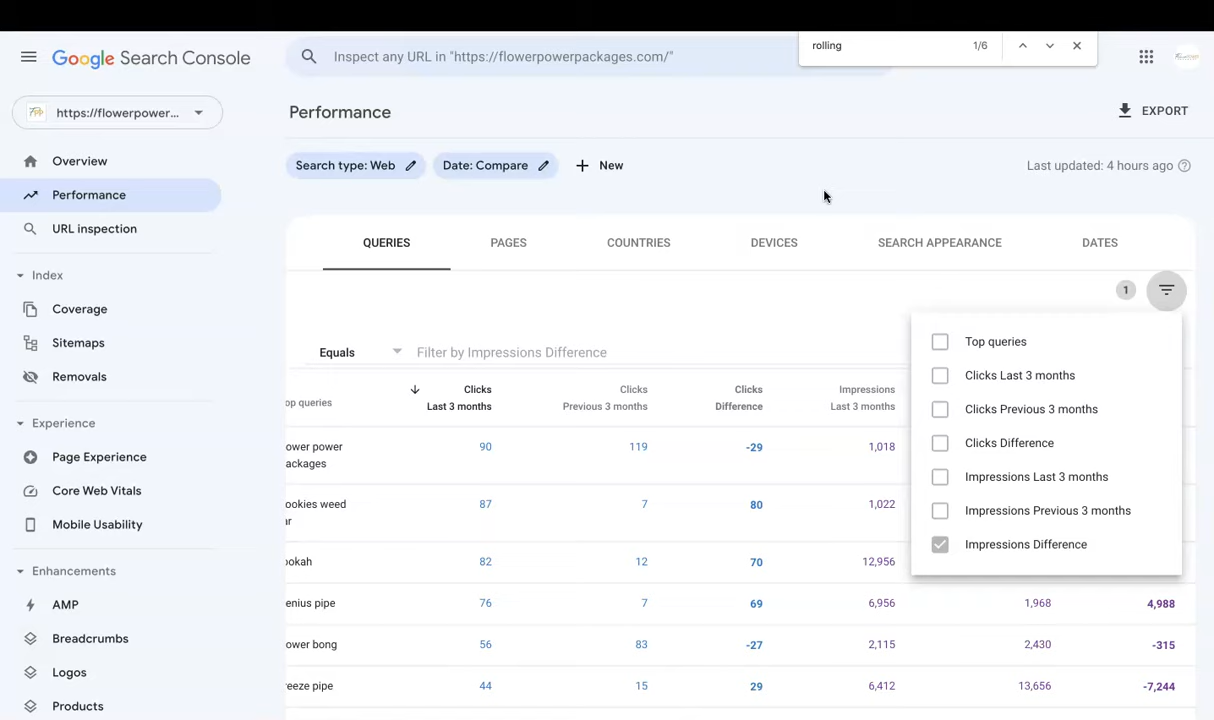 rolling
1/6
Google Search Console
Inspect any URL in "https://flowerpowerpackages.com/"
https://flowerpower...
Performance
EXPORT
Overview
Performance
URL inspection
Index
Coverage
Sitemaps
Removals
Experience
Page Experience
Core Web Vitals
Mobile Usability
Enhancements
AMP
Breadcrumbs
Logos
Products
Search type: Web
Date: Compare
New
Last updated: 4 hours ago
QUERIES PAGES COUNTRIES DEVICES SEARCH APPEARANCE DATES
1
Top queries
Clicks Last 3 months
Clicks Previous 3 months
Clicks Difference
Impressions Last 3 months
Impressions Previous 3 months
Impressions Difference
Equals
Filter by Impressions Difference
op queries
Clicks
Last 3 months
Clicks
Previous 3 months
Clicks
Difference
Impressions
Last 3 months
ower power
ackages
90 119 -29 1,018
ookies weed
ar
87 7 80 1,022
ookah 82 12 70 12,956
enius pipe 76 7 69 6,956 1,968 4,988
ower bong 56 83 -27 2,115 2,430 -315
eeze pipe 44 15 29 6,412 13,656 -7,244